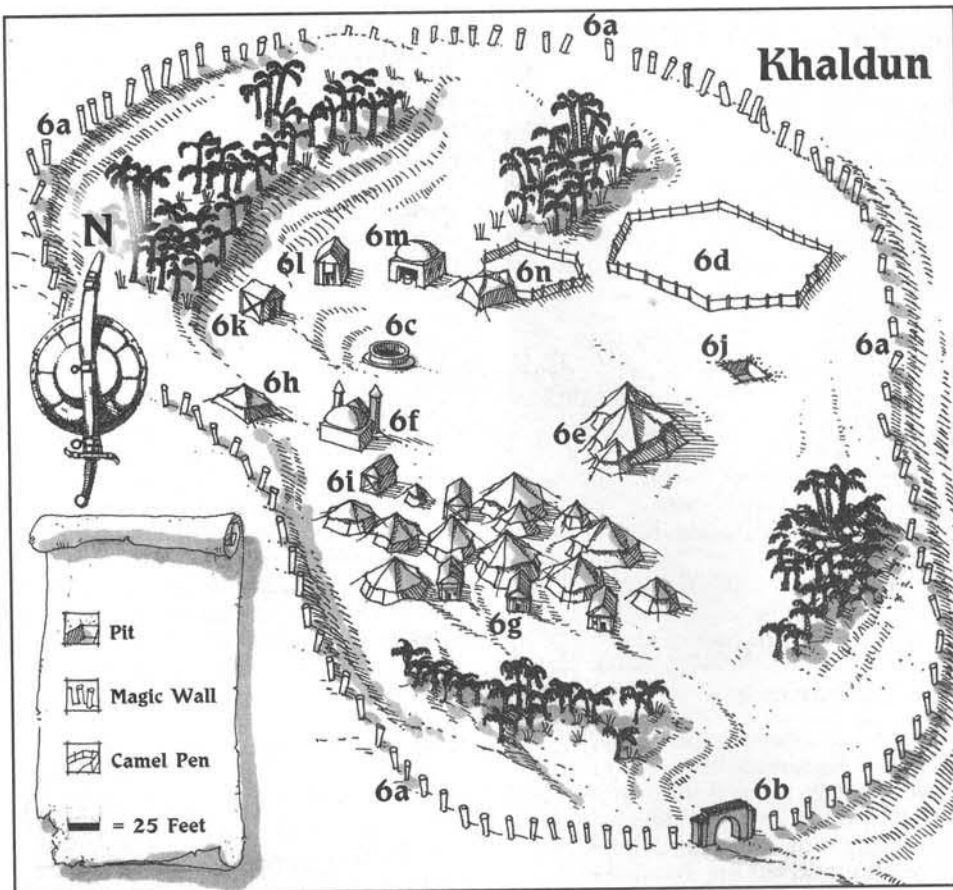 6a
Khaldun
6a
N
6l
6m
6n
6d
6k
6c
6j
6a
6h
6f
6e
6i
6g
Pit
Magic Wall
Camel Pen
= 25 Feet
6a
6b